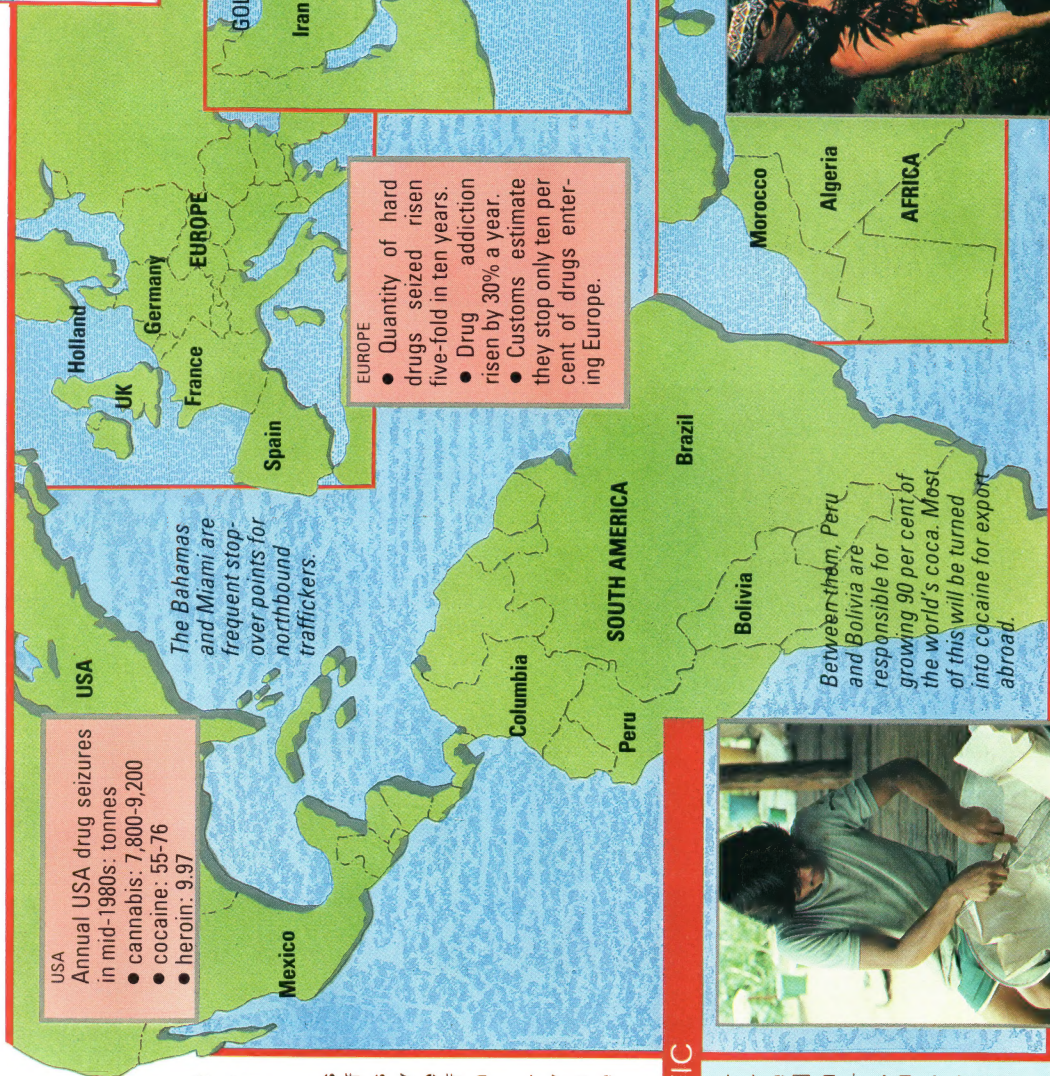 USA
Annual USA drug seizures
in mid-1980s: tonnes
● cannabis: 7,800-9,200
● cocaine: 55-76
● heroin: 9.97
USA
Mexico
The Bahamas
and Miami are
frequent stop-
over points for
northbound
traffickers.
Holland
UK
Germany
France
EUROPE
Spain
Iran
EUROPE
● Quantity of hard
drugs seized risen
five-fold in ten years.
● Drug addiction
risen by 30% a year.
● Customs estimate
they stop only ten per
cent of drugs enter-
ing Europe.
Columbia
Peru
SOUTH AMERICA
Brazil
Bolivia
Between them, Peru
and Bolivia are
responsible for
growing 90 per cent of
the world's coca. Most
of this will be turned
into cocaine for export
abroad.
Morocco
Algeria
AFRICA